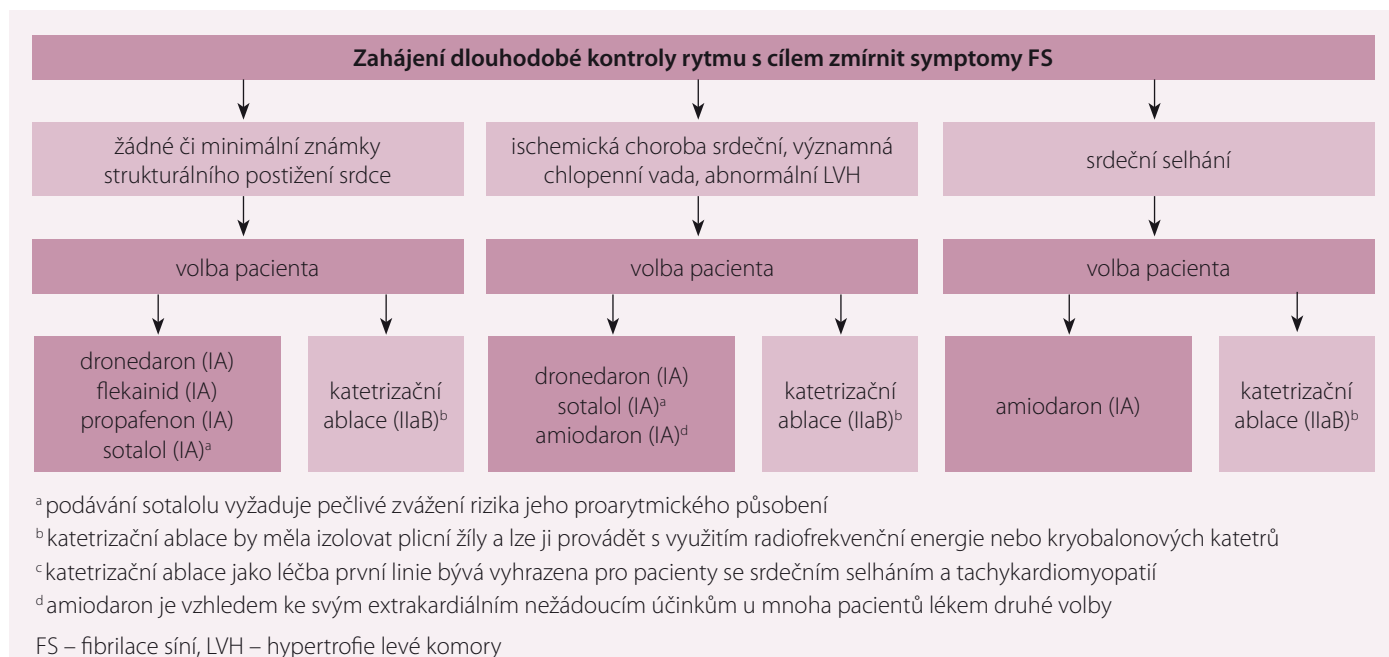 Zahájení dlouhodobé kontroly rytmu s cílem zmírnit symptomy FS
žádné či minimální známky
strukturálního postižení srdce
ischemická choroba srdeční, významná
chlopenní vada, abnormální LVH
srdeční selhání
volba pacienta
volba pacienta
volba pacienta
dronedaron (IA)
flekainid (IA)
propafenon (IA)
sotalol (IA)ᵃ
katetrizační
ablace (IIaB)ᵇ
dronedaron (IA)
sotalol (IA)ᵃ
amiodaron (IA)ᵈ
katetrizační
ablace (IIaB)ᵇ
amiodaron (IA)
katetrizační
ablace (IIaB)ᵇ
ᵃ podávání sotalolu vyžaduje pečlivé zvážení rizika jeho proarytmického působení
ᵇ katetrizační ablace by měla izolovat plicní žíly a lze ji provádět s využitím radiofrekvenční energie nebo kryobalonových katetrů
ᶜ katetrizační ablace jako léčba první linie bývá vyhrazena pro pacienty se srdečním selháním a tachykardiomyopatií
ᵈ amiodaron je vzhledem ke svým extrakardiálním nežádoucím účinkům u mnoha pacientů lékem druhé volby
FS – fibrilace síní, LVH – hypertrofie levé komory